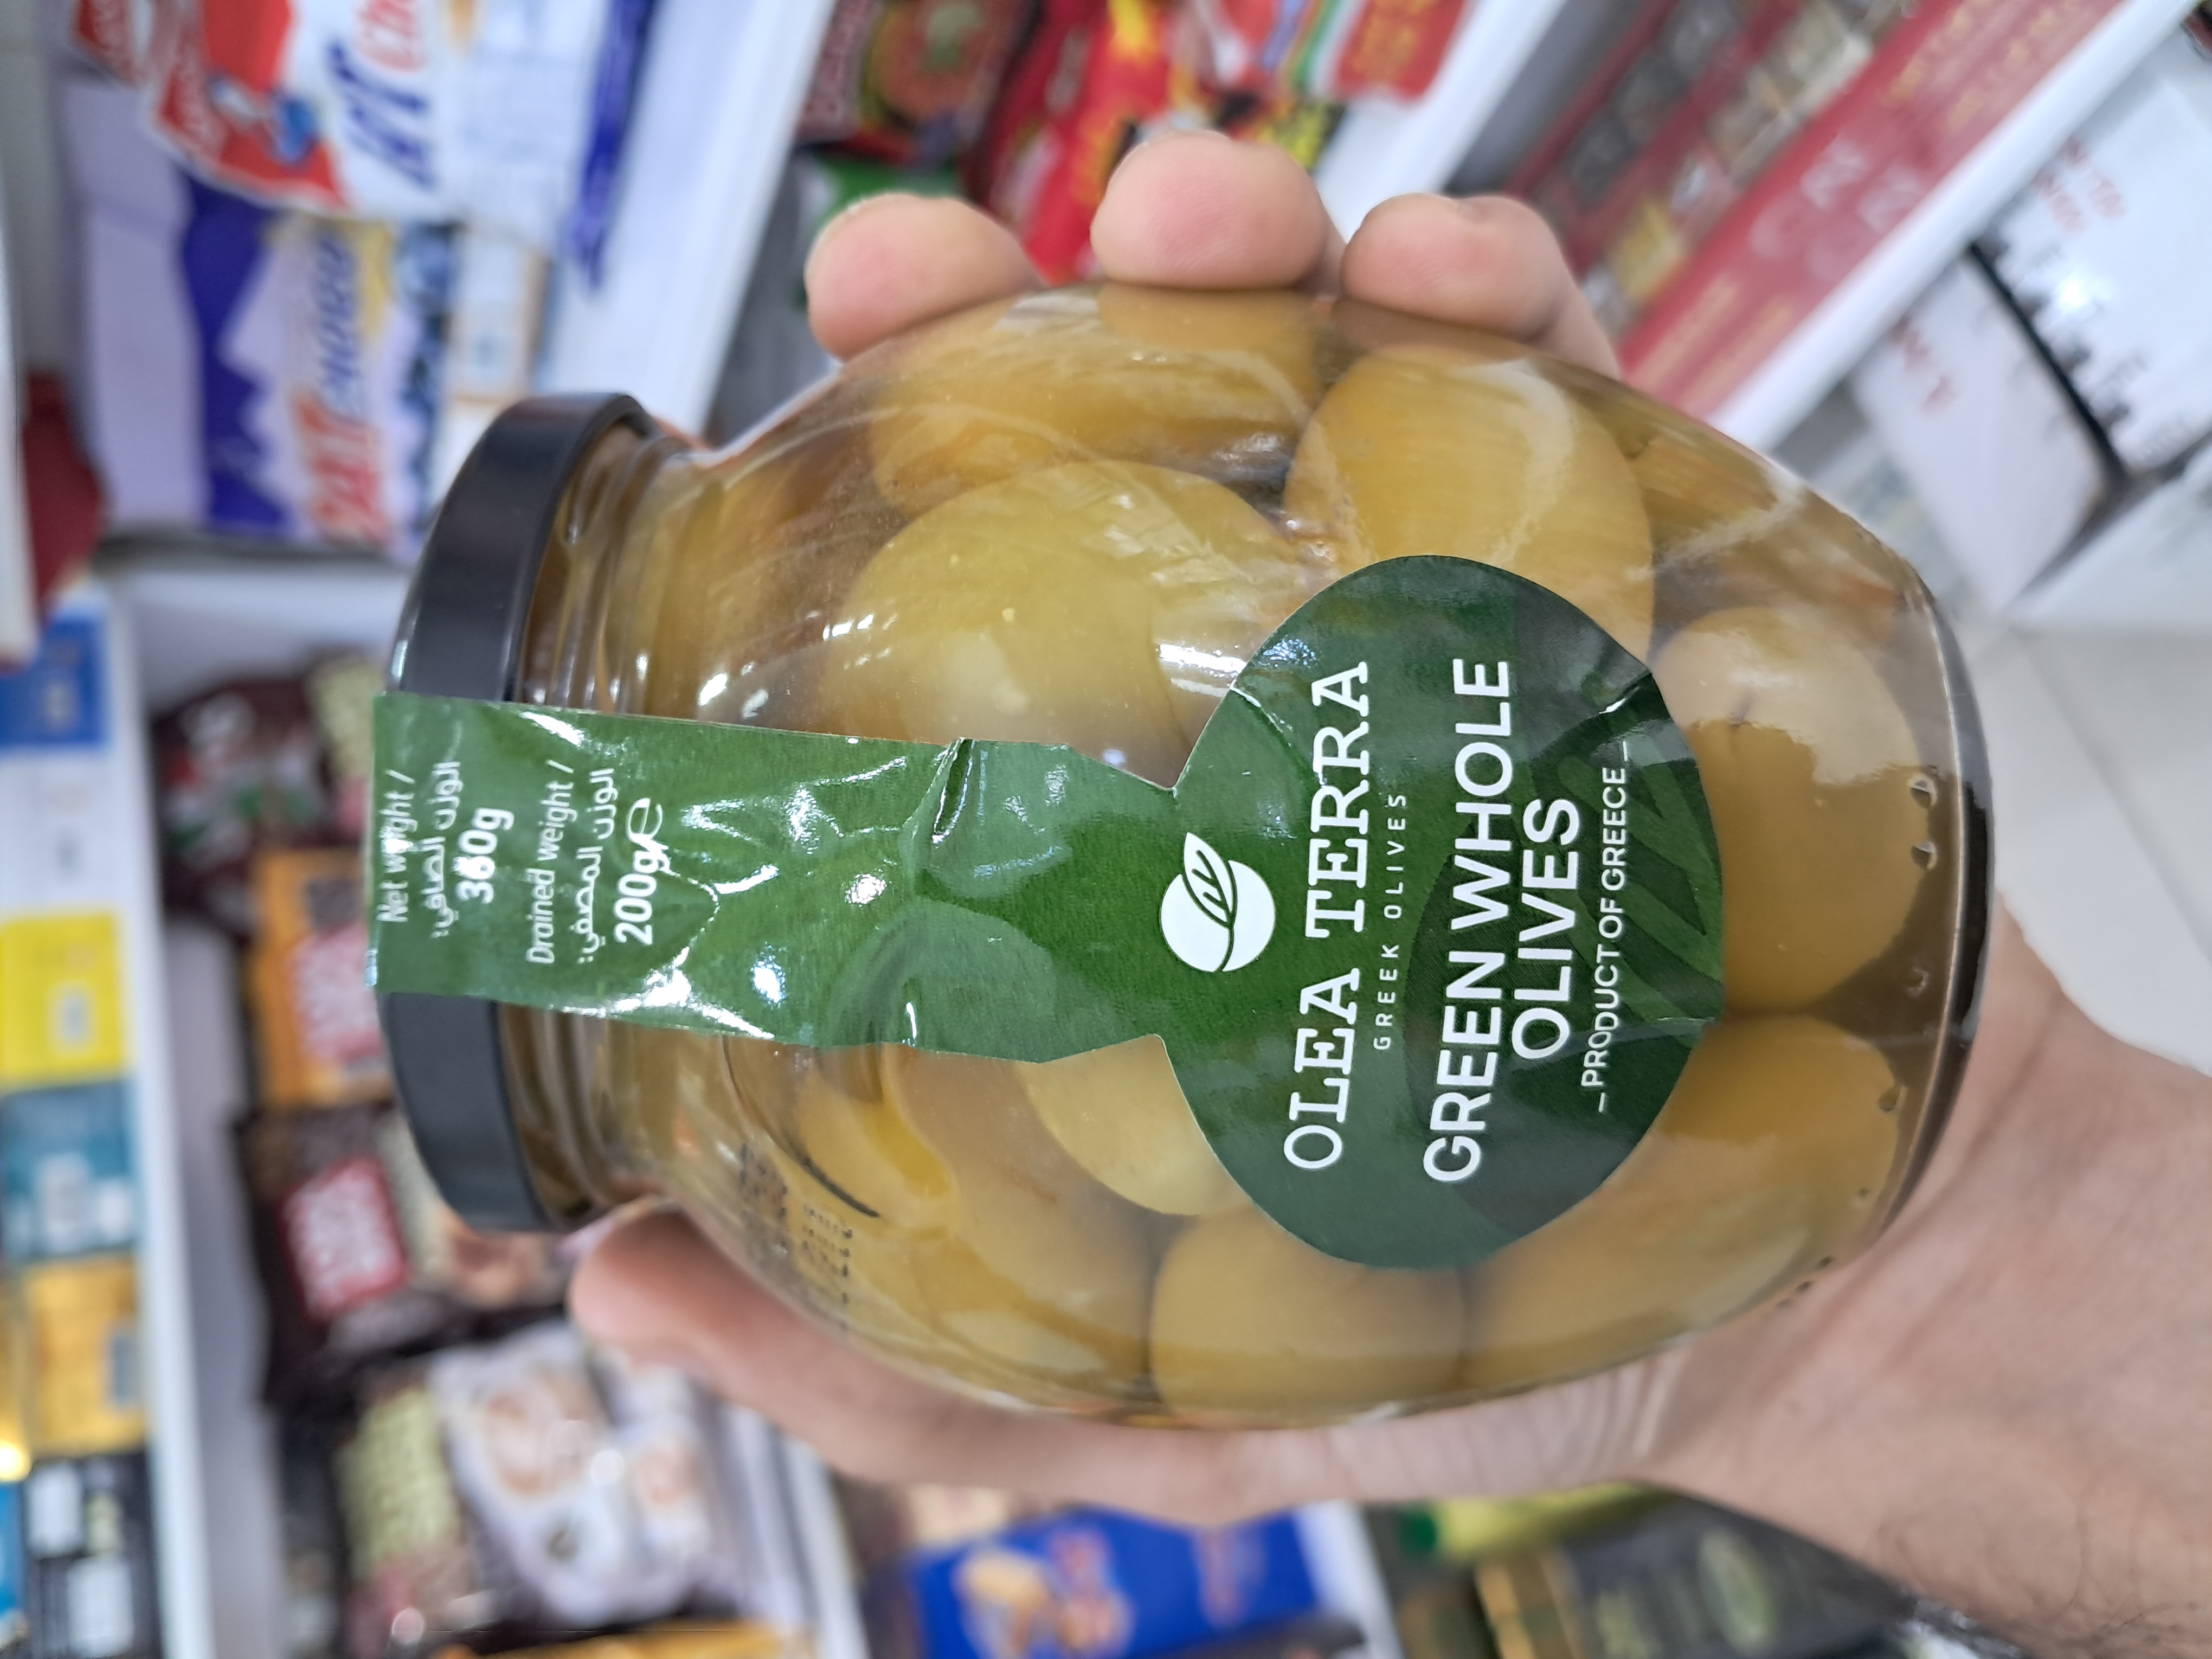 Net weight /
الوزن الصافي:
360g
Drained weight /
الوزن المصفى:
200g℮
OLEA TERRA
GREEK OLIVES
GREEN WHOLE
OLIVES
PRODUCT OF GREECE